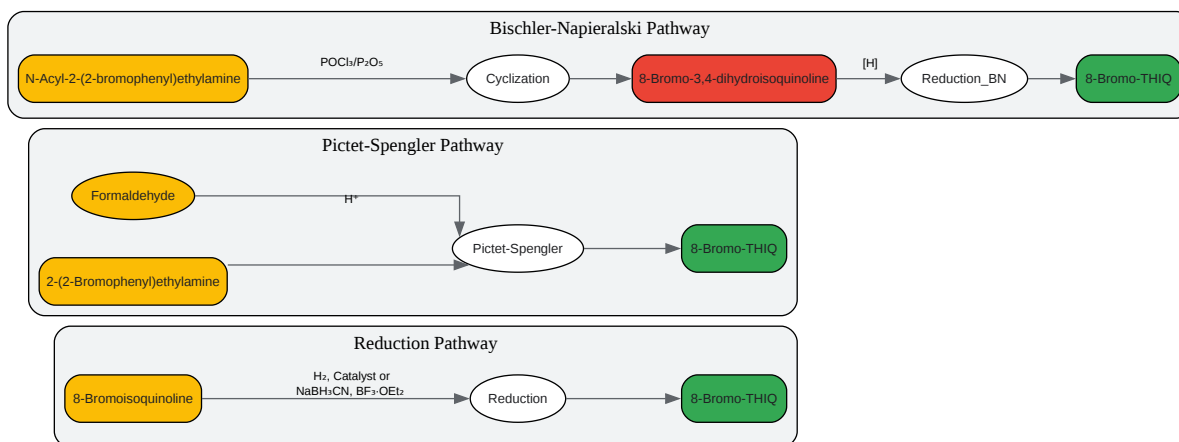 Bischler-Napieralski Pathway
N-Acyl-2-(2-bromophenyl)ethylamine
POCl₃/P₂O₅
Cyclization
8-Bromo-3,4-dihydroisoquinoline
[H]
Reduction_BN
8-Bromo-THIQ
Pictet-Spengler Pathway
Formaldehyde
H⁺
2-(2-Bromophenyl)ethylamine
Pictet-Spengler
8-Bromo-THIQ
Reduction Pathway
8-Bromoisoquinoline
H₂, Catalyst or
NaBH₃CN, BF₃·OEt₂
Reduction
8-Bromo-THIQ